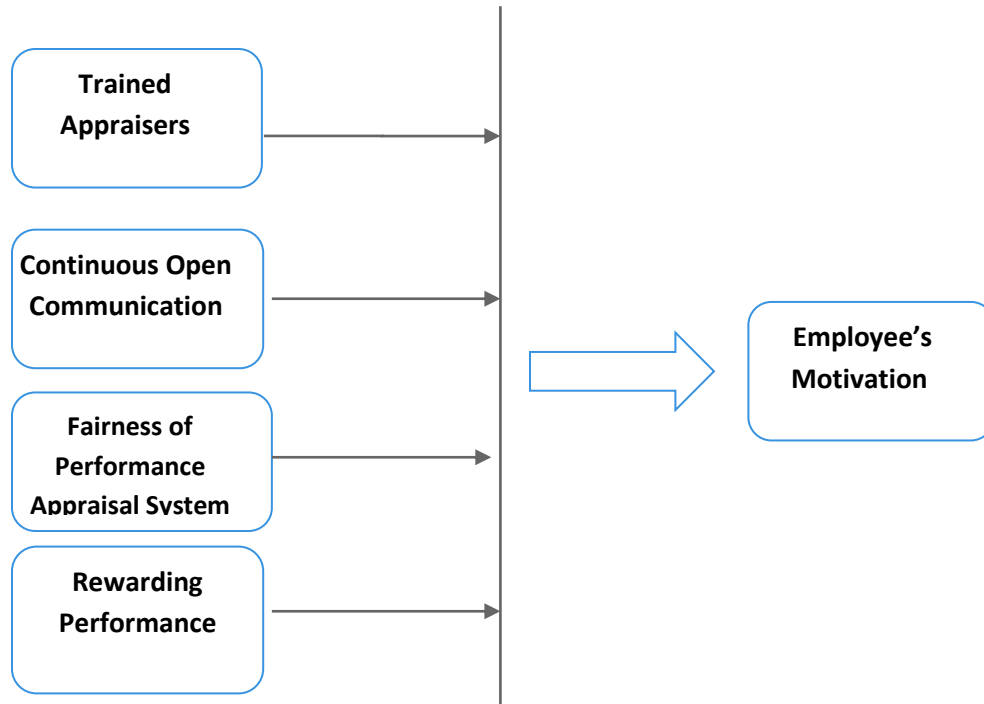 Trained
Appraisers
Continuous Open
Communication
Fairness of
Performance
Appraisal System
Rewarding
Performance
Employee’s
Motivation